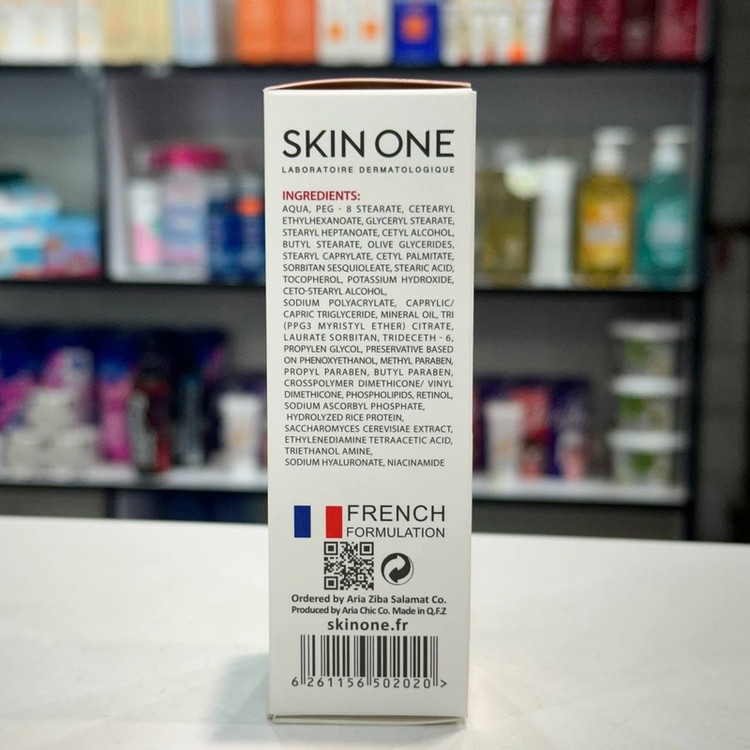 SKIN ONE
LABORATOIRE DERMATOLOGIQUE
INGREDIENTS:
AQUA, PEG - 8 STEARATE, CETEARYL
ETHYLHEXANOATE, GLYCERYL STEARATE,
STEARYL HEPTANOATE, CETYL ALCOHOL,
BUTYL STEARATE, OLIVE GLYCERIDES,
STEARYL CAPRYLATE, CETYL PALMITATE,
SORBITAN SESQUIOLEATE, STEARIC ACID,
TOCOPHEROL, POTASSIUM HYDROXIDE,
CETO-STEARYL ALCOHOL,
SODIUM POLYACRYLATE, CAPRYLIC/
CAPRIC TRIGLYCERIDE, MINERAL OIL, TRI
(PPG3 MYRISTYL ETHER) CITRATE,
LAURATE SORBITAN, TRIDECETH - 6,
PROPYLEN GLYCOL, PRESERVATIVE BASED
ON PHENOXYETHANOL, METHYL PARABEN,
PROPYL PARABEN, BUTYL PARABEN,
CROSSPOLYMER DIMETHICONE/ VINYL
DIMETHICONE, PHOSPHOLIPIDS, RETINOL,
SODIUM ASCORBYL PHOSPHATE,
HYDROLYZED RICE PROTEIN,
SACCHAROMYCES CEREVISIAE EXTRACT,
ETHYLENEDIAMINE TETRAACETIC ACID,
TRIETHANOL AMINE,
SODIUM HYALURONATE, NIACINAMIDE
FRENCH
FORMULATION
Ordered by Aria Ziba Salamat Co.
Produced by Aria Chic Co. Made in Q.F.Z
skinone.fr
6 261156 502020 >